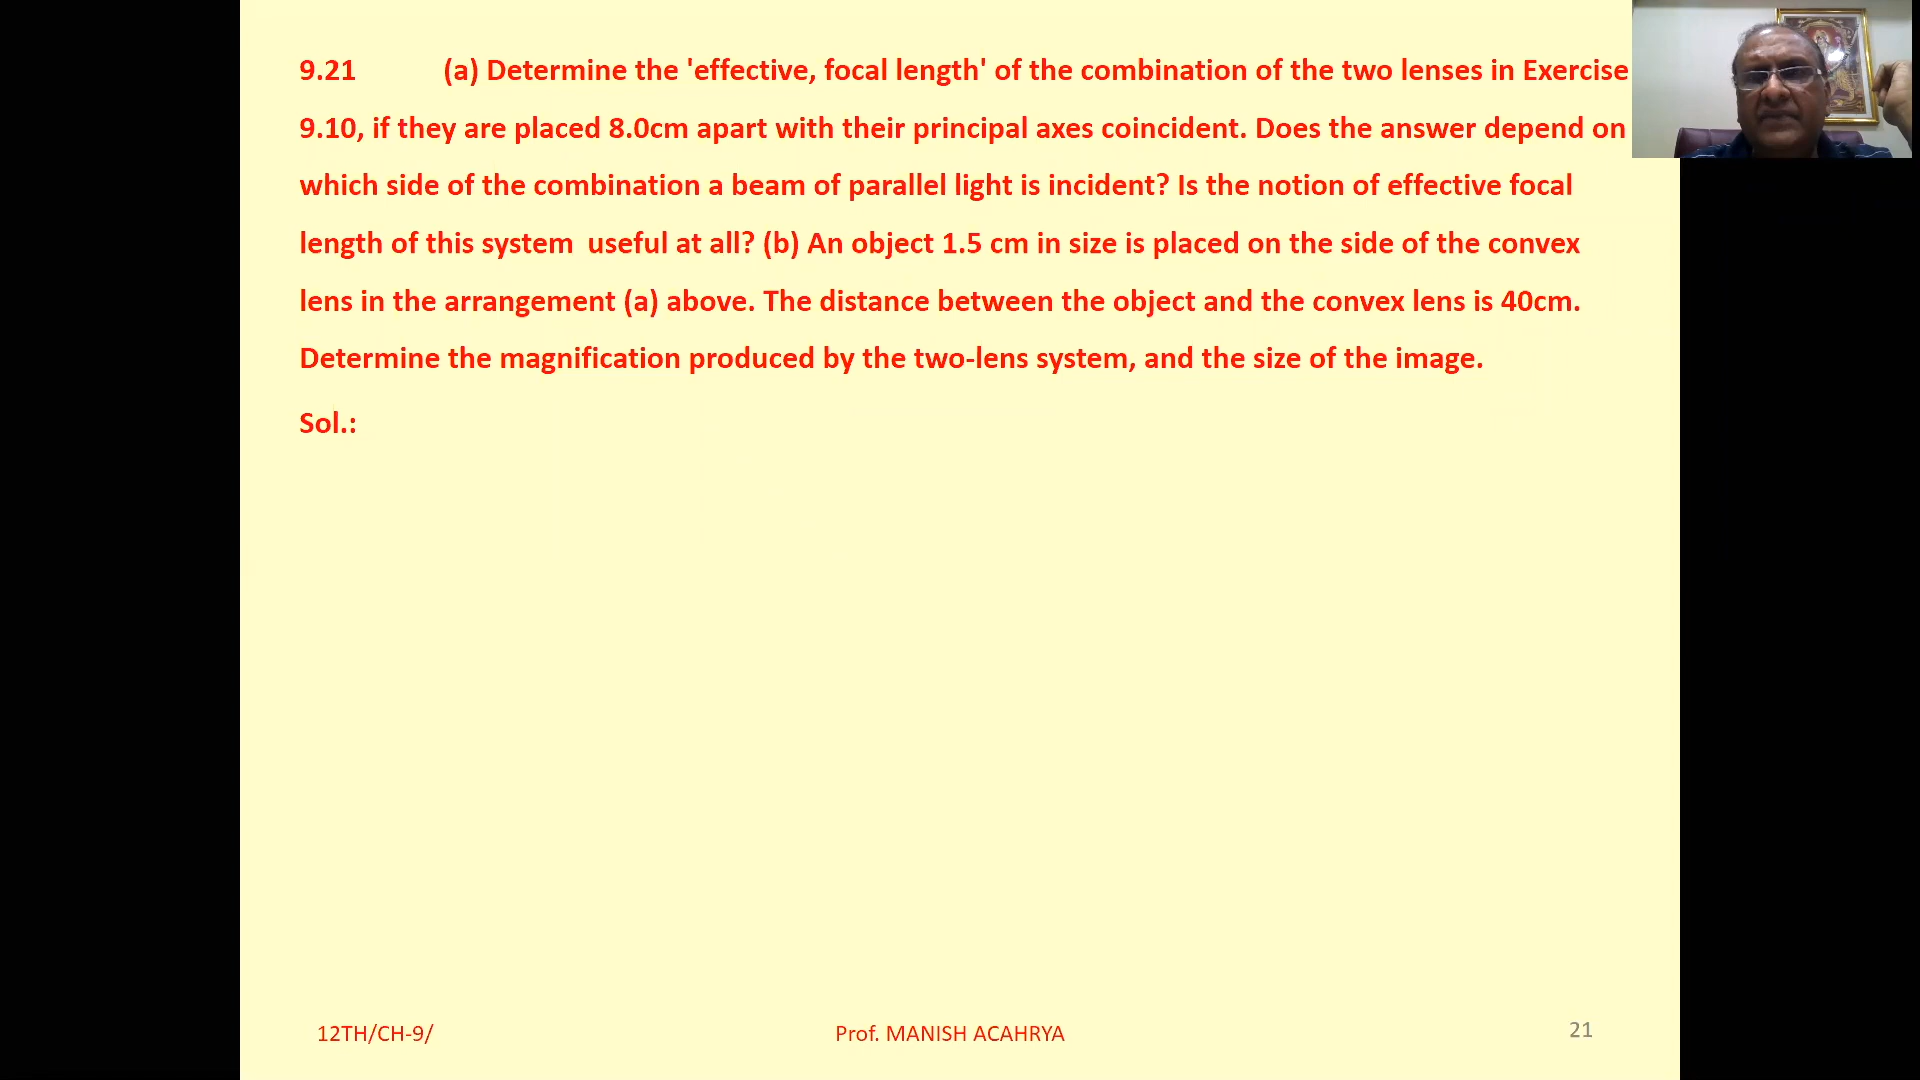 9.21 (a) Determine the 'effective, focal length' of the combination of the two lenses in Exercise
9.10, if they are placed 8.0cm apart with their principal axes coincident. Does the answer depend on
which side of the combination a beam of parallel light is incident? Is the notion of effective focal
length of this system  useful at all? (b) An object 1.5 cm in size is placed on the side of the convex
lens in the arrangement (a) above. The distance between the object and the convex lens is 40cm.
Determine the magnification produced by the two-lens system, and the size of the image.
Sol.:
12TH/CH-9/
Prof. MANISH ACAHRYA
21